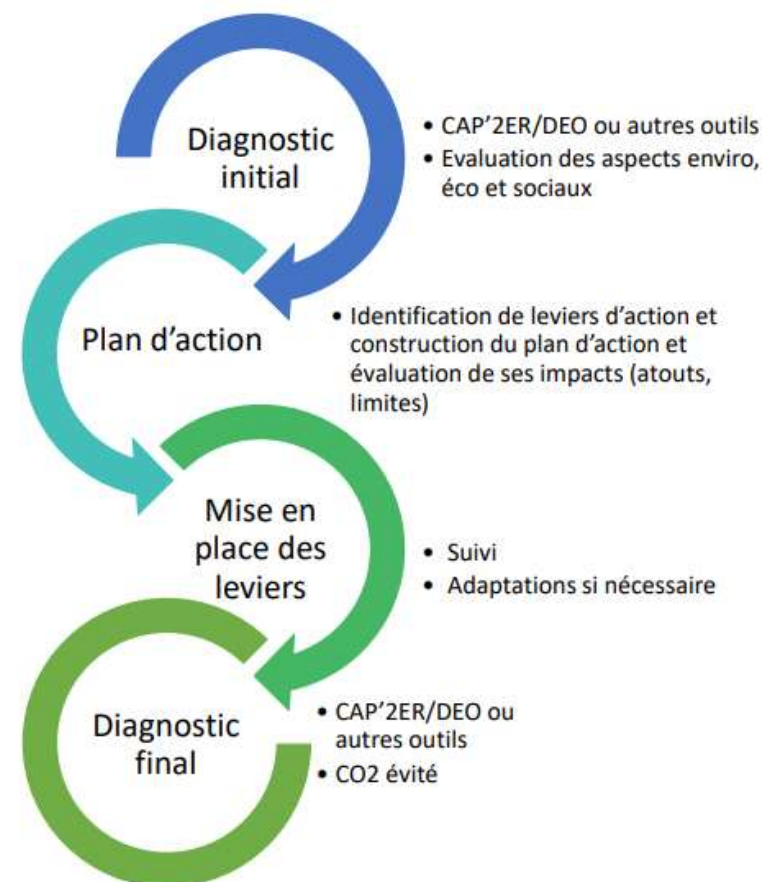 Diagnostic
initial
• CAP'2ER/DEO ou autres outils
• Evaluation des aspects enviro,
éco et sociaux
Plan d'action
• Identification de leviers d'action et
construction du plan d'action et
évaluation de ses impacts (atouts,
limites)
Mise en
place des
leviers
• Suivi
• Adaptations si nécessaire
Diagnostic
final
• CAP'2ER/DEO ou
autres outils
• CO2 évité